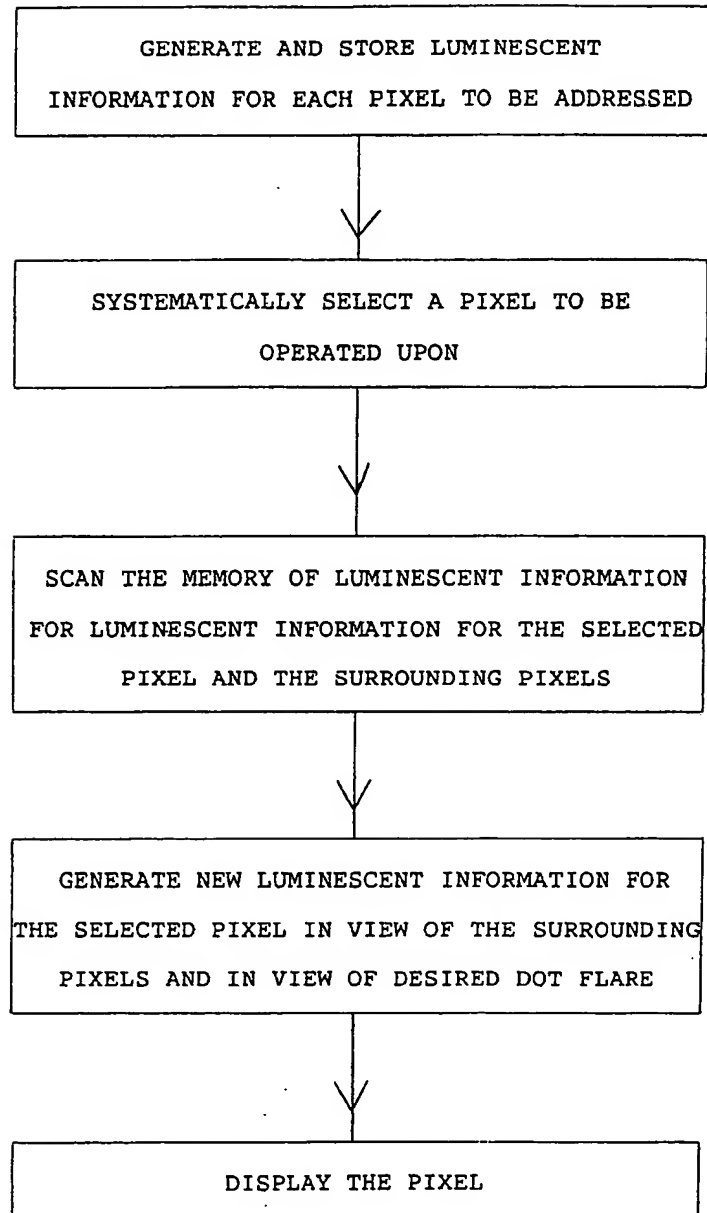 GENERATE AND STORE LUMINESCENT
INFORMATION FOR EACH PIXEL TO BE ADDRESSED
SYSTEMATICALLY SELECT A PIXEL TO BE
OPERATED UPON
SCAN THE MEMORY OF LUMINESCENT INFORMATION
FOR LUMINESCENT INFORMATION FOR THE SELECTED
PIXEL AND THE SURROUNDING PIXELS
GENERATE NEW LUMINESCENT INFORMATION FOR
THE SELECTED PIXEL IN VIEW OF THE SURROUNDING
PIXELS AND IN VIEW OF DESIRED DOT FLARE
DISPLAY THE PIXEL